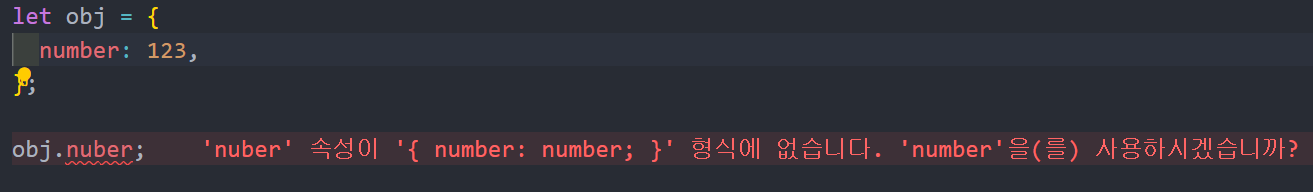 let obj = {
  number: 123,
};
obj.nuber;    'nuber' 속성이 '{ number: number; }' 형식에 없습니다. 'number'을(를) 사용하시겠습니까?